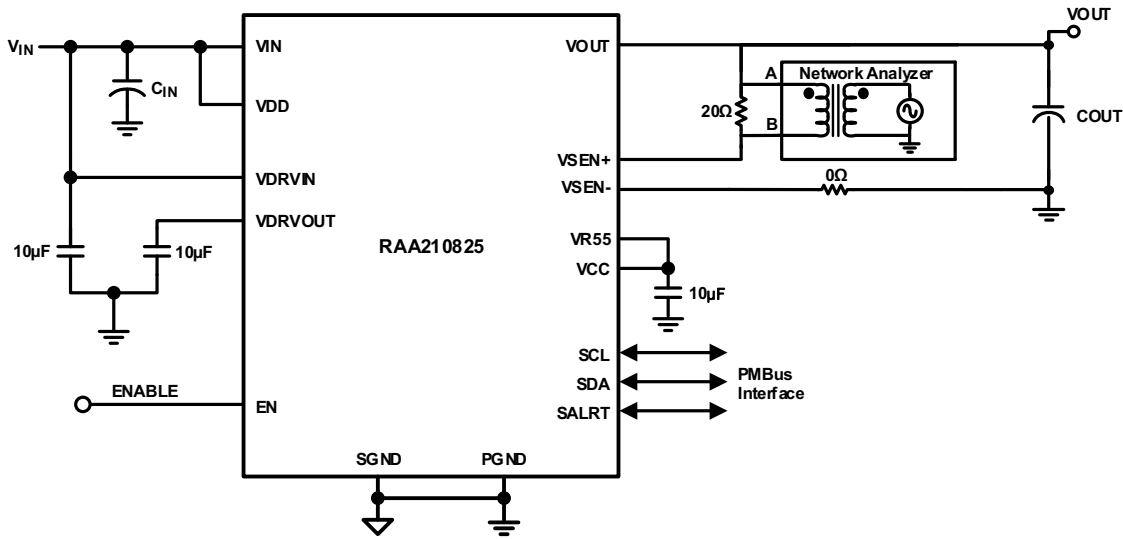 VIN
CIN
VIN
VDD
VDRVIN
VDRVOUT
10µF
10µF
ENABLE
EN
RAA210825
SGND
PGND
VOUT
VSEN+
VSEN-
VR55
VCC
SCL
SDA
SALRT
VOUT
Network Analyzer
A
20Ω
B
COUT
0Ω
10µF
PMBus
Interface